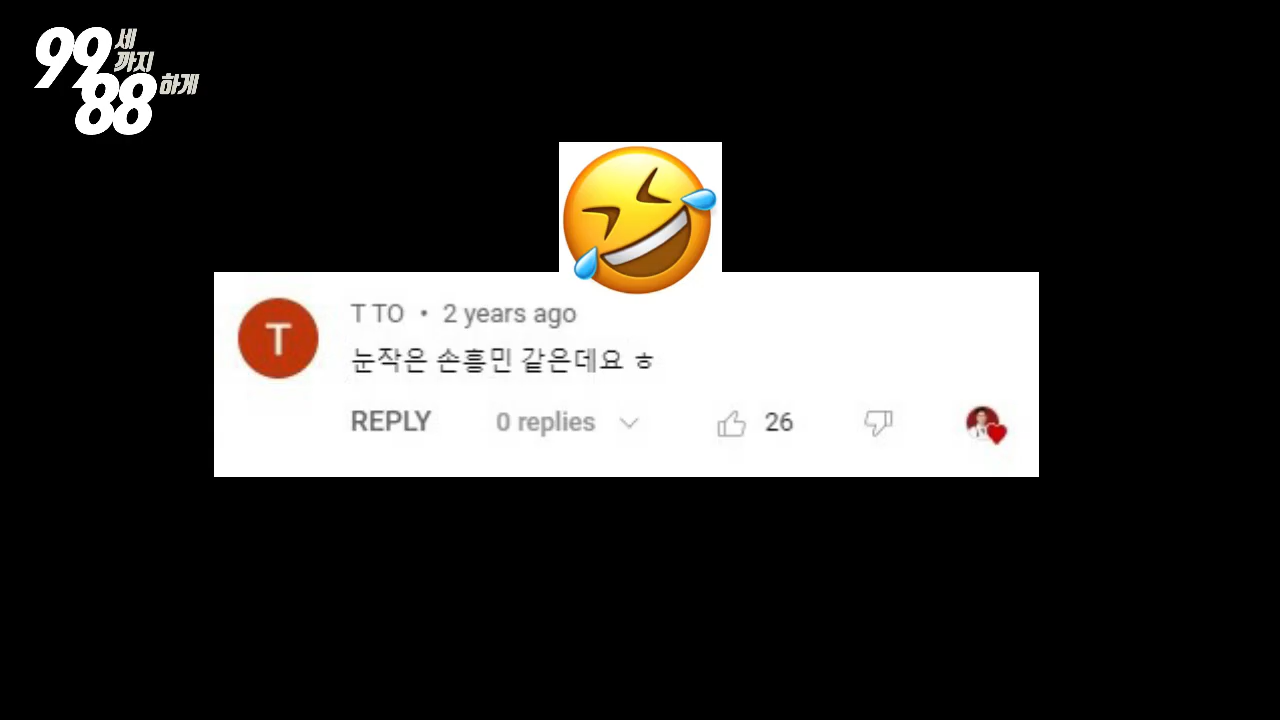 99세
까지
88하게
T TO • 2 years ago
눈작은 손흥민 같은데요 ㅎ
REPLY 0 replies 26
T